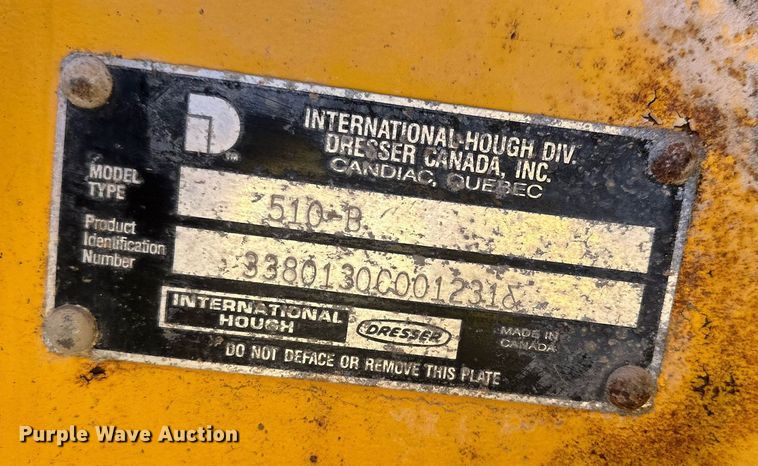 INTERNATIONAL-HOUGH DIV.
DRESSER CANADA, INC.
CANDIAC, QUEBEC
MODEL
TYPE
510-B
Product
Identification
Number
INTERNATIONAL
HOUGH
DRESSER
MADE IN
CANADA
DO NOT DEFACE OR REMOVE THIS PLATE
Purple Wave Auction